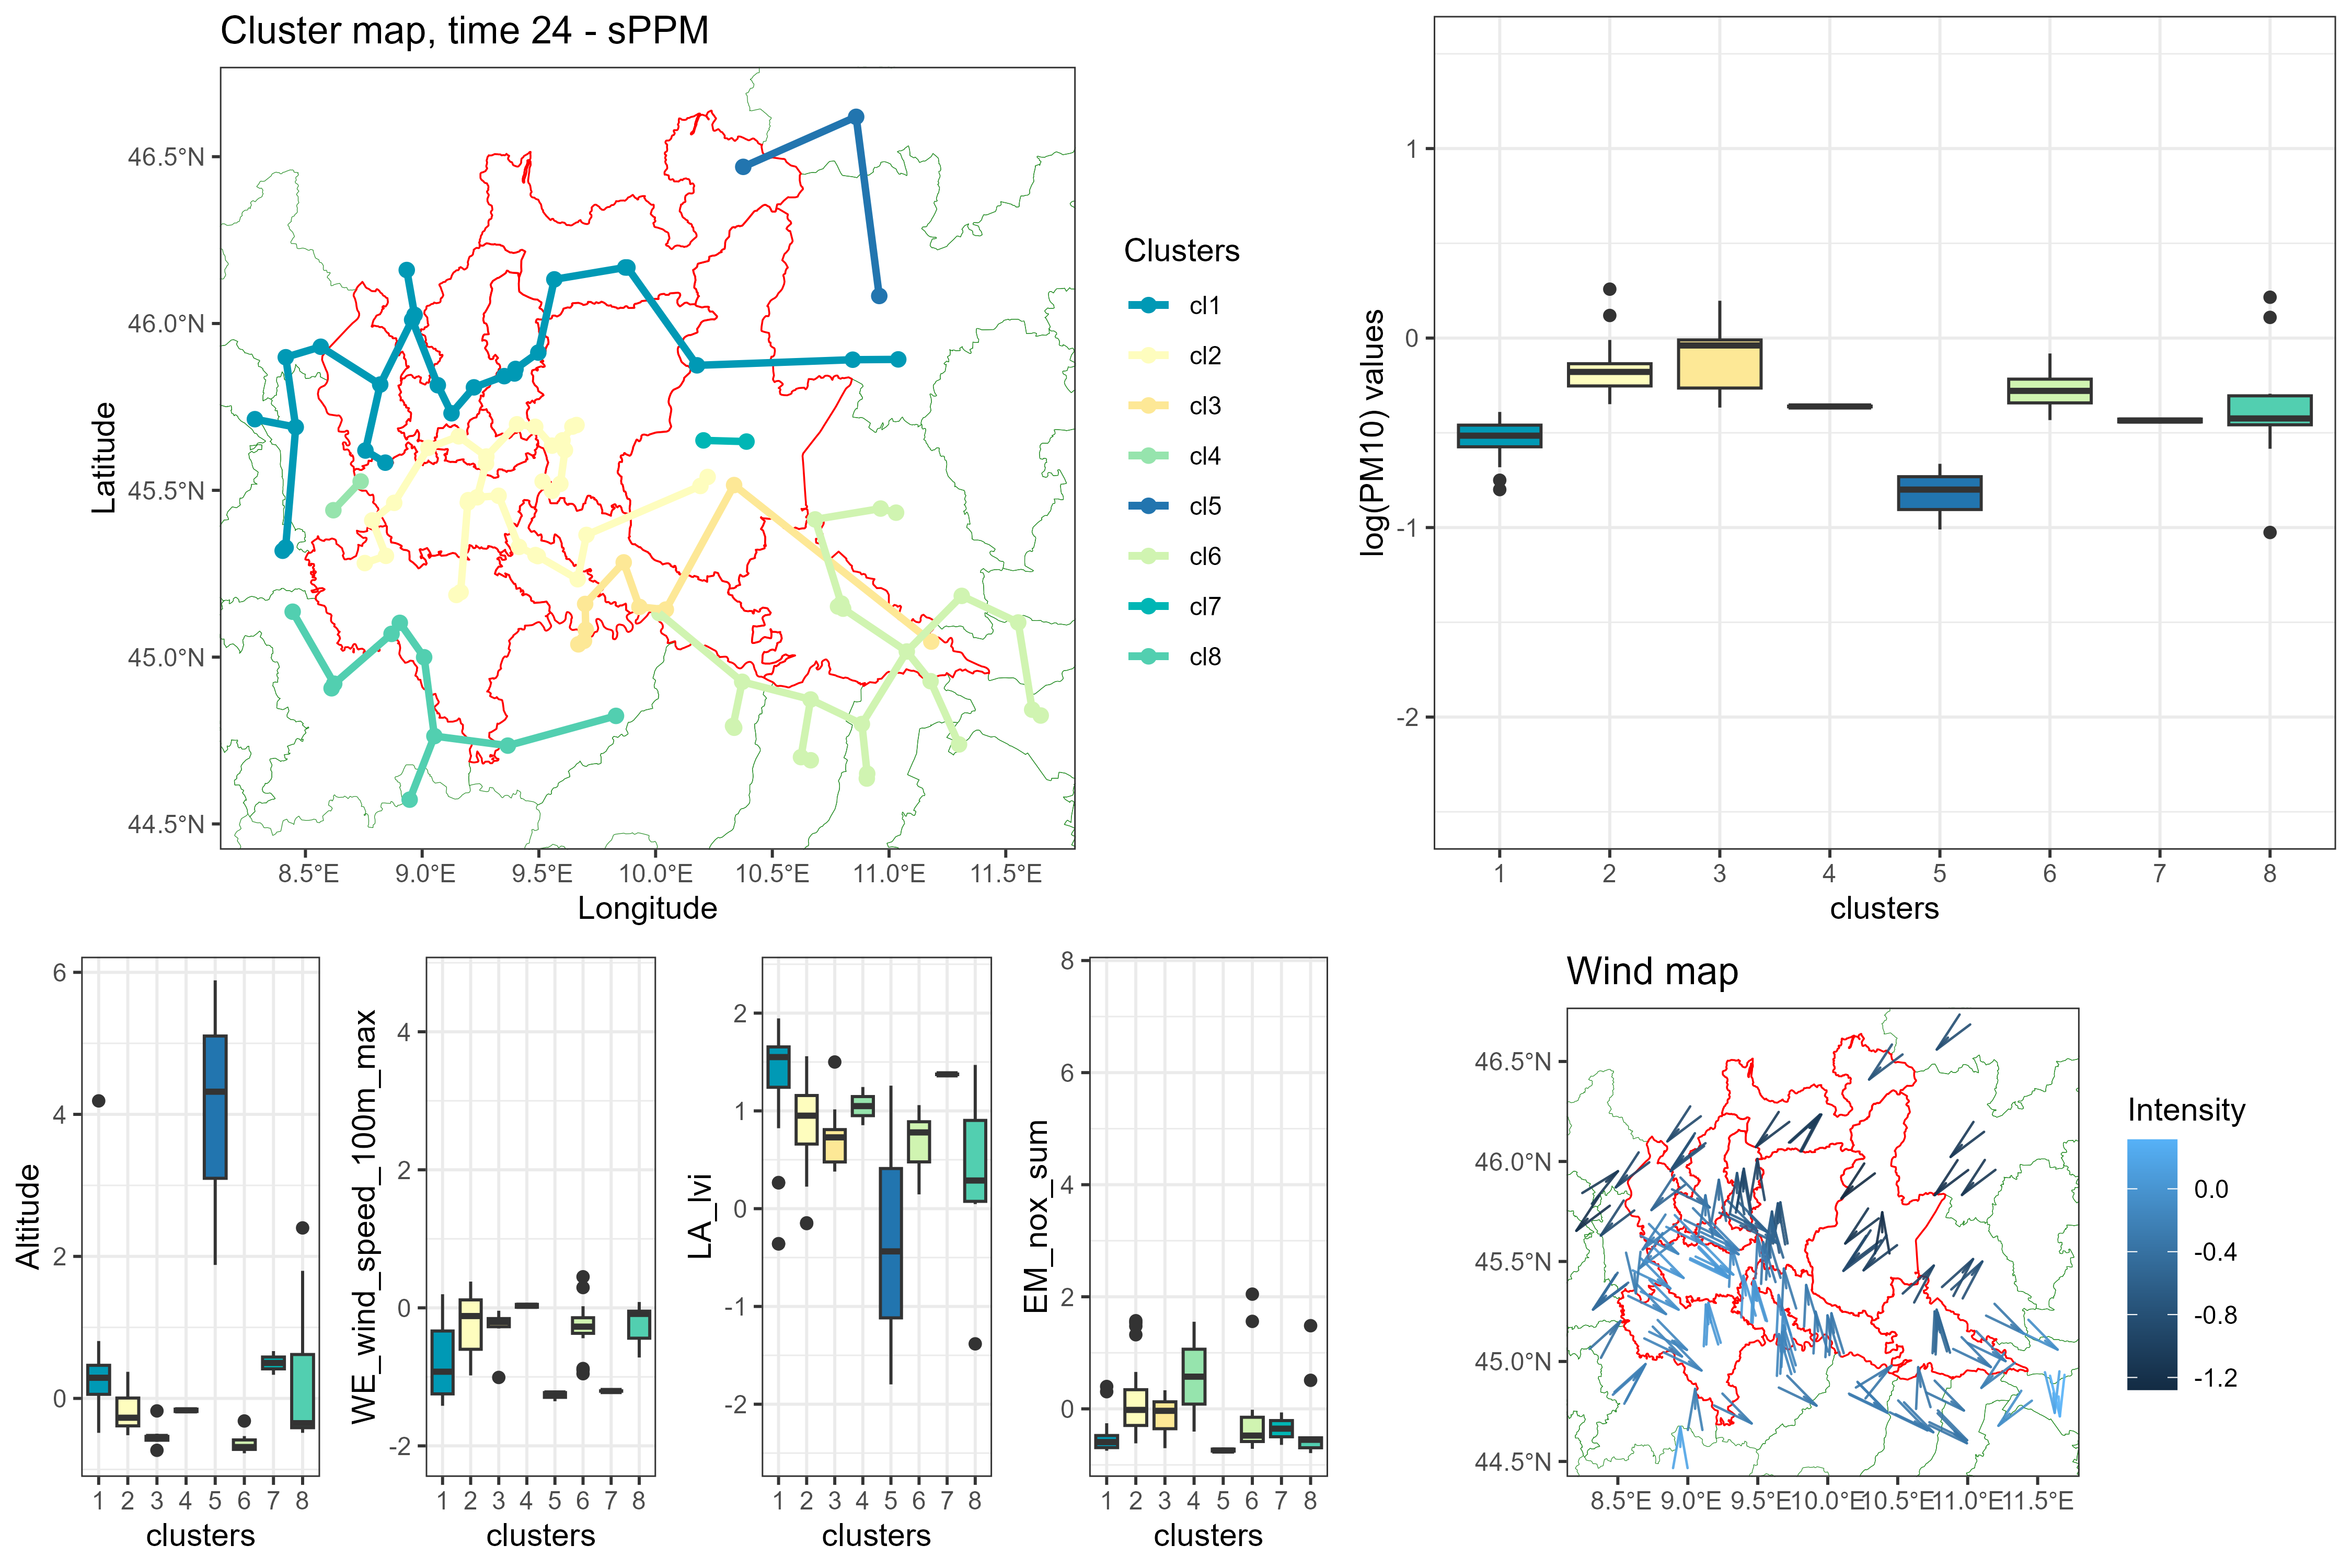 Cluster map, time 24 - sPPM
46.5°N
46.0°N
45.5°N
45.0°N
44.5°N
Latitude
8.5°E 9.0°E 9.5°E 10.0°E 10.5°E 11.0°E 11.5°E
Longitude
Clusters
cl1
cl2
cl3
cl4
cl5
cl6
cl7
cl8
log(PM10) values
1
0
-1
-2
1 2 3 4 5 6 7 8
clusters
Altitude
6
4
2
0
1 2 3 4 5 6 7 8
clusters
WE_wind_speed_100m_max
4
2
0
-2
1 2 3 4 5 6 7 8
clusters
LA_lvi
2
1
0
-1
-2
1 2 3 4 5 6 7 8
clusters
EM_nox_sum
8
6
4
2
0
1 2 3 4 5 6 7 8
clusters
Wind map
46.5°N
46.0°N
45.5°N
45.0°N
44.5°N
8.5°E 9.0°E 9.5°E 10.0°E 10.5°E 11.0°E 11.5°E
Intensity
0.0
-0.4
-0.8
-1.2